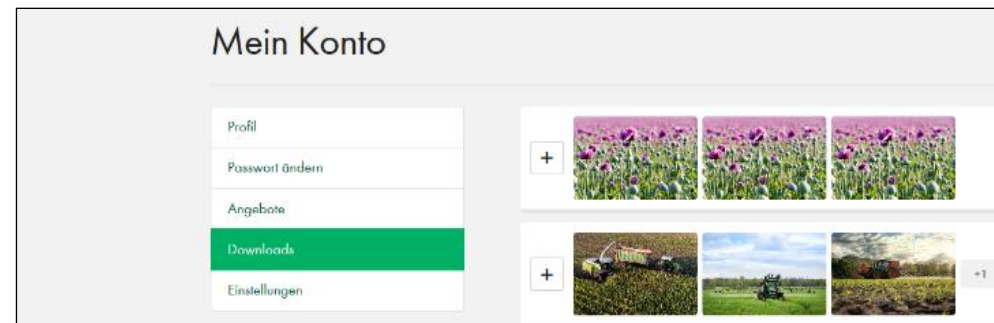 Mein Konto
Profil
Passwort ändern
Angebote
Downloads
Einstellungen
+
+
+1